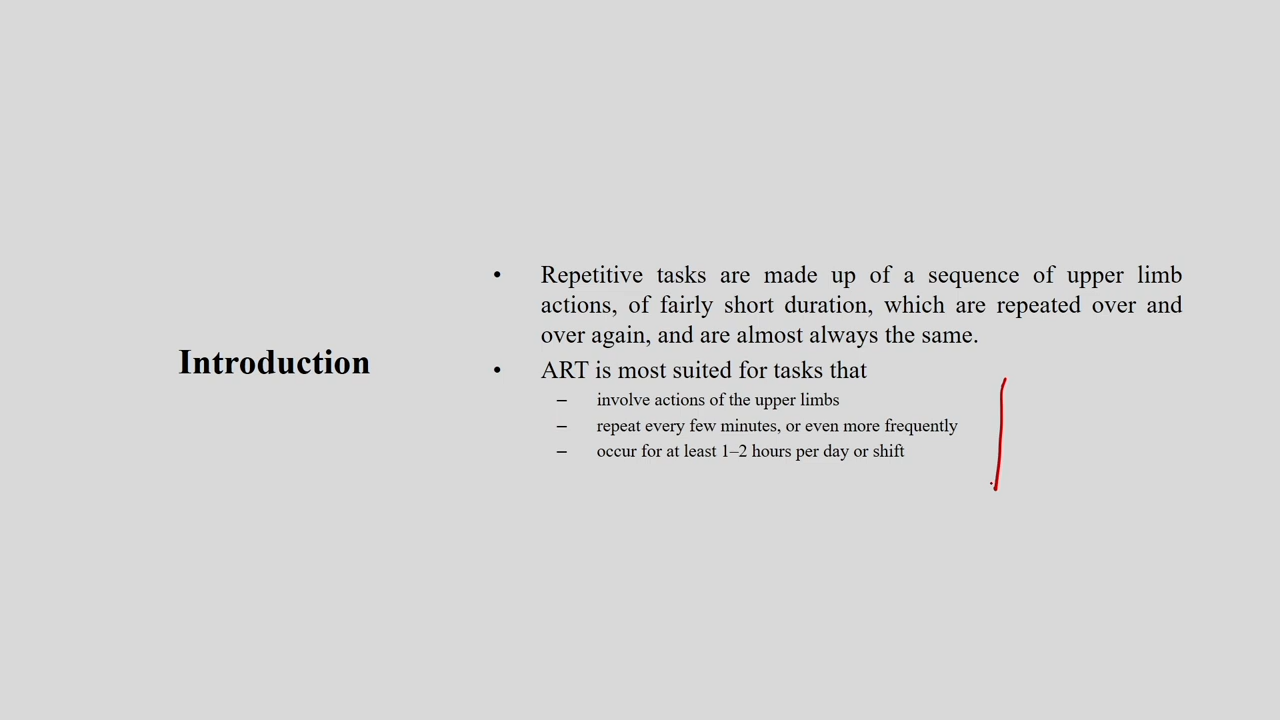 Introduction
• Repetitive tasks are made up of a sequence of upper limb
actions, of fairly short duration, which are repeated over and
over again, and are almost always the same.
• ART is most suited for tasks that
– involve actions of the upper limbs
– repeat every few minutes, or even more frequently
– occur for at least 1–2 hours per day or shift